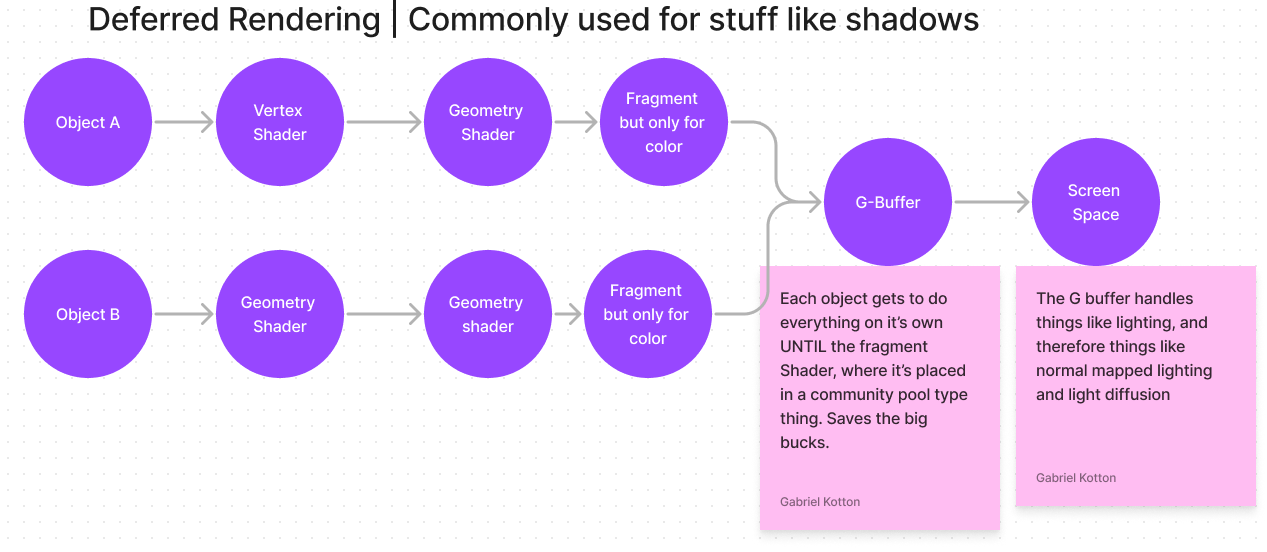 Deferred Rendering | Commonly used for stuff like shadows
Object A
Vertex
Shader
Geometry
Shader
Fragment
but only for
color
G-Buffer
Screen
Space
Object B
Geometry
Shader
Geometry
shader
Fragment
but only for
color
Each object gets to do
everything on it’s own
UNTIL the fragment
Shader, where it’s placed
in a community pool type
thing. Saves the big
bucks.
Gabriel Kotton
The G buffer handles
things like lighting, and
therefore things like
normal mapped lighting
and light diffusion
Gabriel Kotton